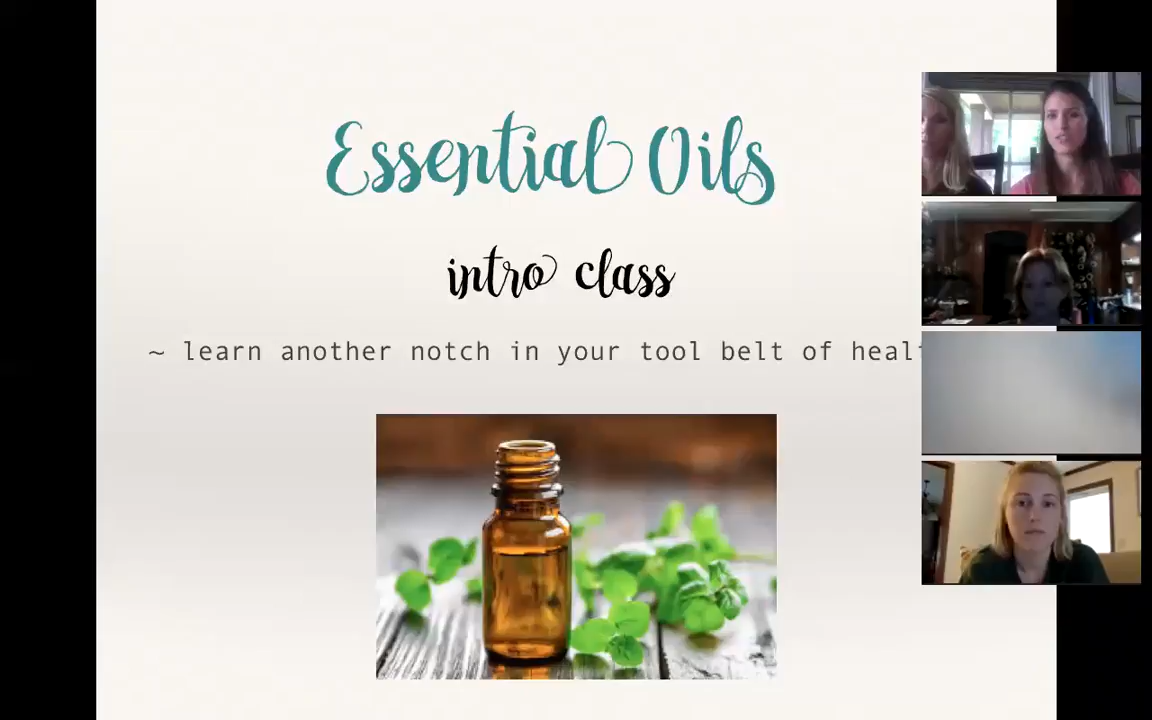 Essential Oils
intro class
~ learn another notch in your tool belt of